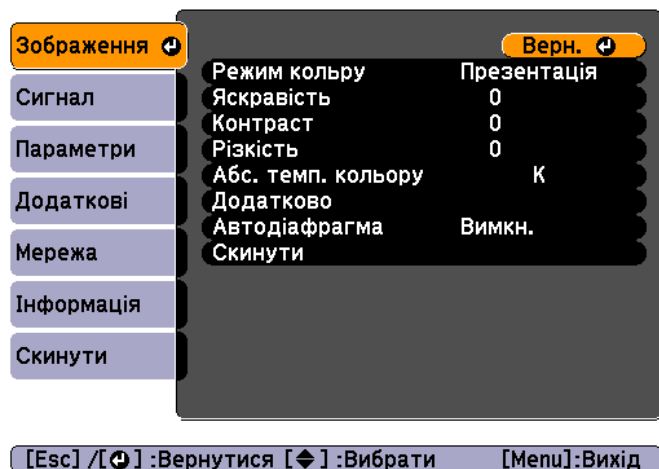 Зображення
Сигнал
Параметри
Додаткові
Мережа
Інформація
Скинути
Верн.
Режим кольру Презентація
Яскравість 0
Контраст 0
Різкість 0
Абс. темп. кольору K
Додатково
Автодіафрагма Вимкн.
Скинути
[Esc] /[ ] :Вернутися [ ] :Вибрати [Menu]:Вихід